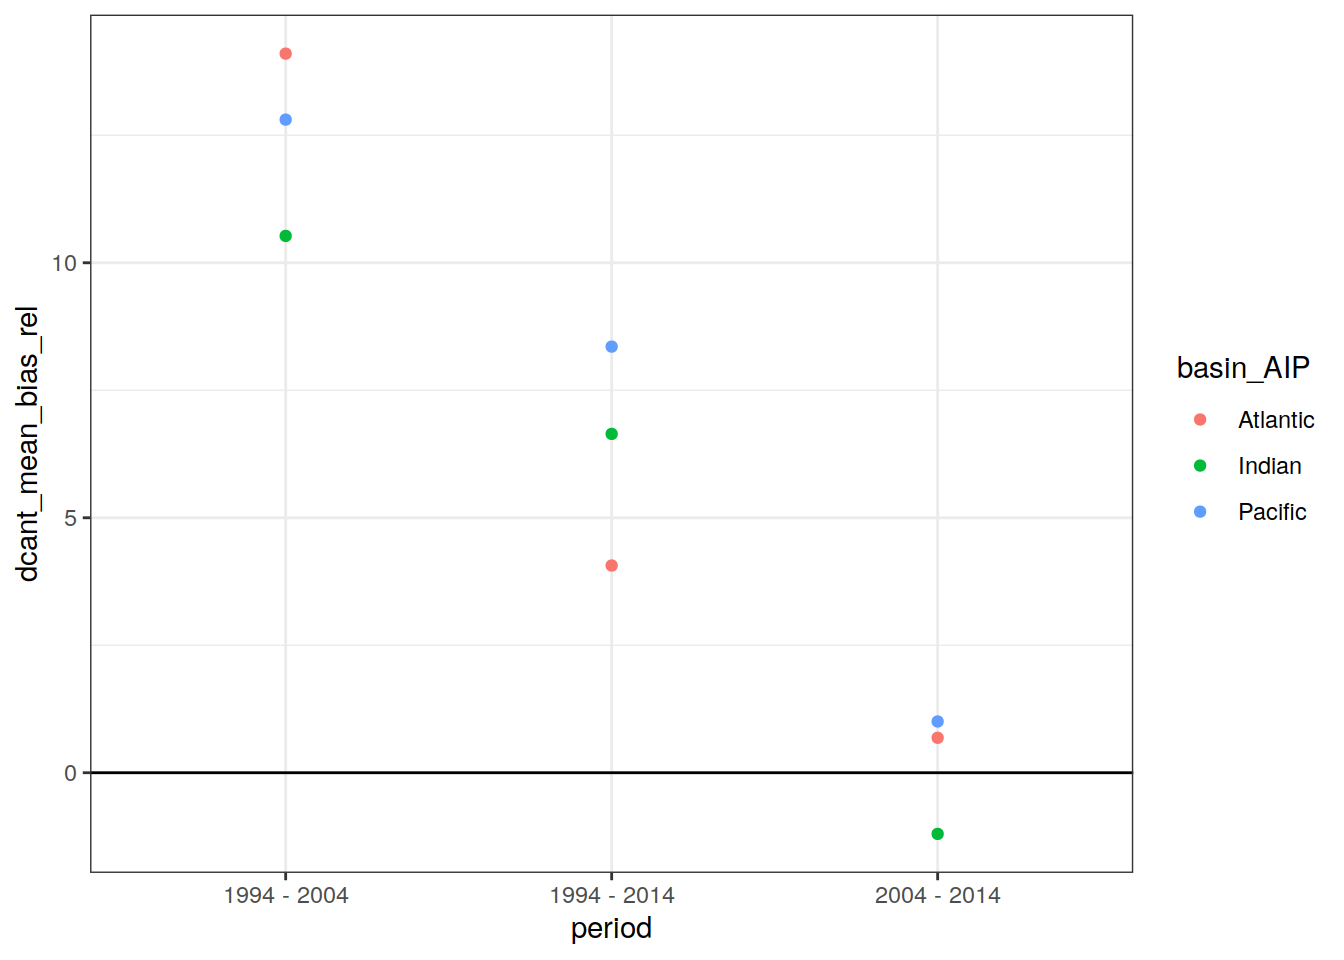 dcant_mean_bias_rel
10
5
0
1994 - 2004
1994 - 2014
2004 - 2014
period
basin_AIP
Atlantic
Indian
Pacific